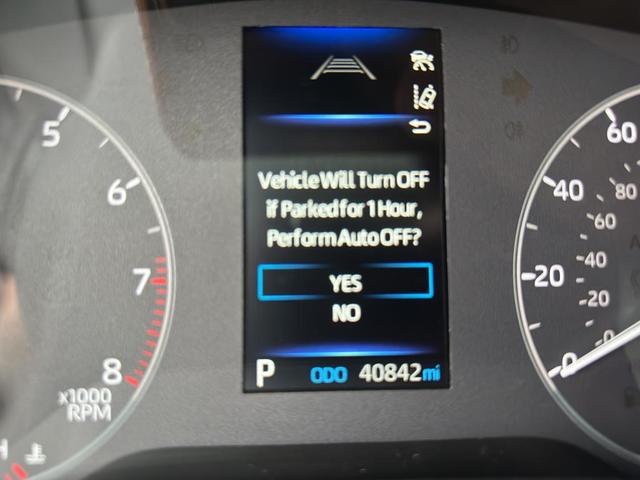 5
6
7
8
x1000
RPM
H
Vehicle Will Turn OFF
if Parked for 1 Hour,
Perform Auto OFF?
YES
NO
P ODO 40842 mi
60
40
20
0
80
60
40
20
0